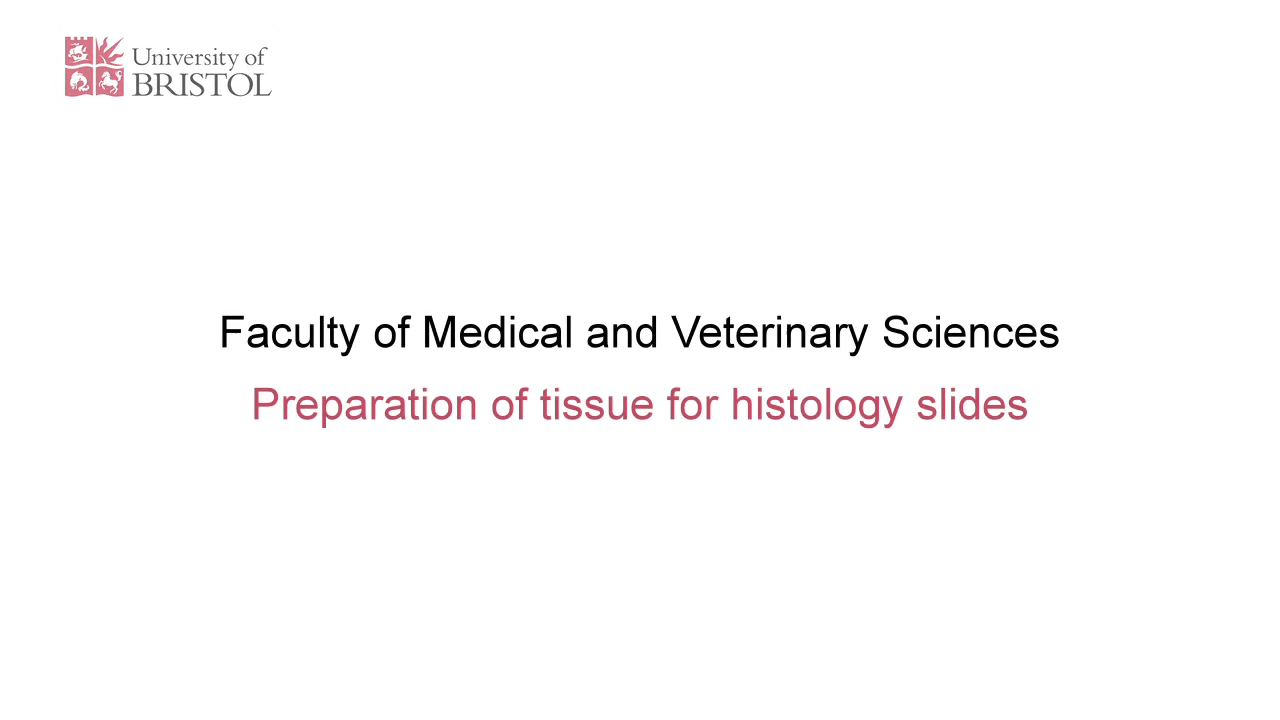 University of
BRISTOL
Faculty of Medical and Veterinary Sciences
Preparation of tissue for histology slides